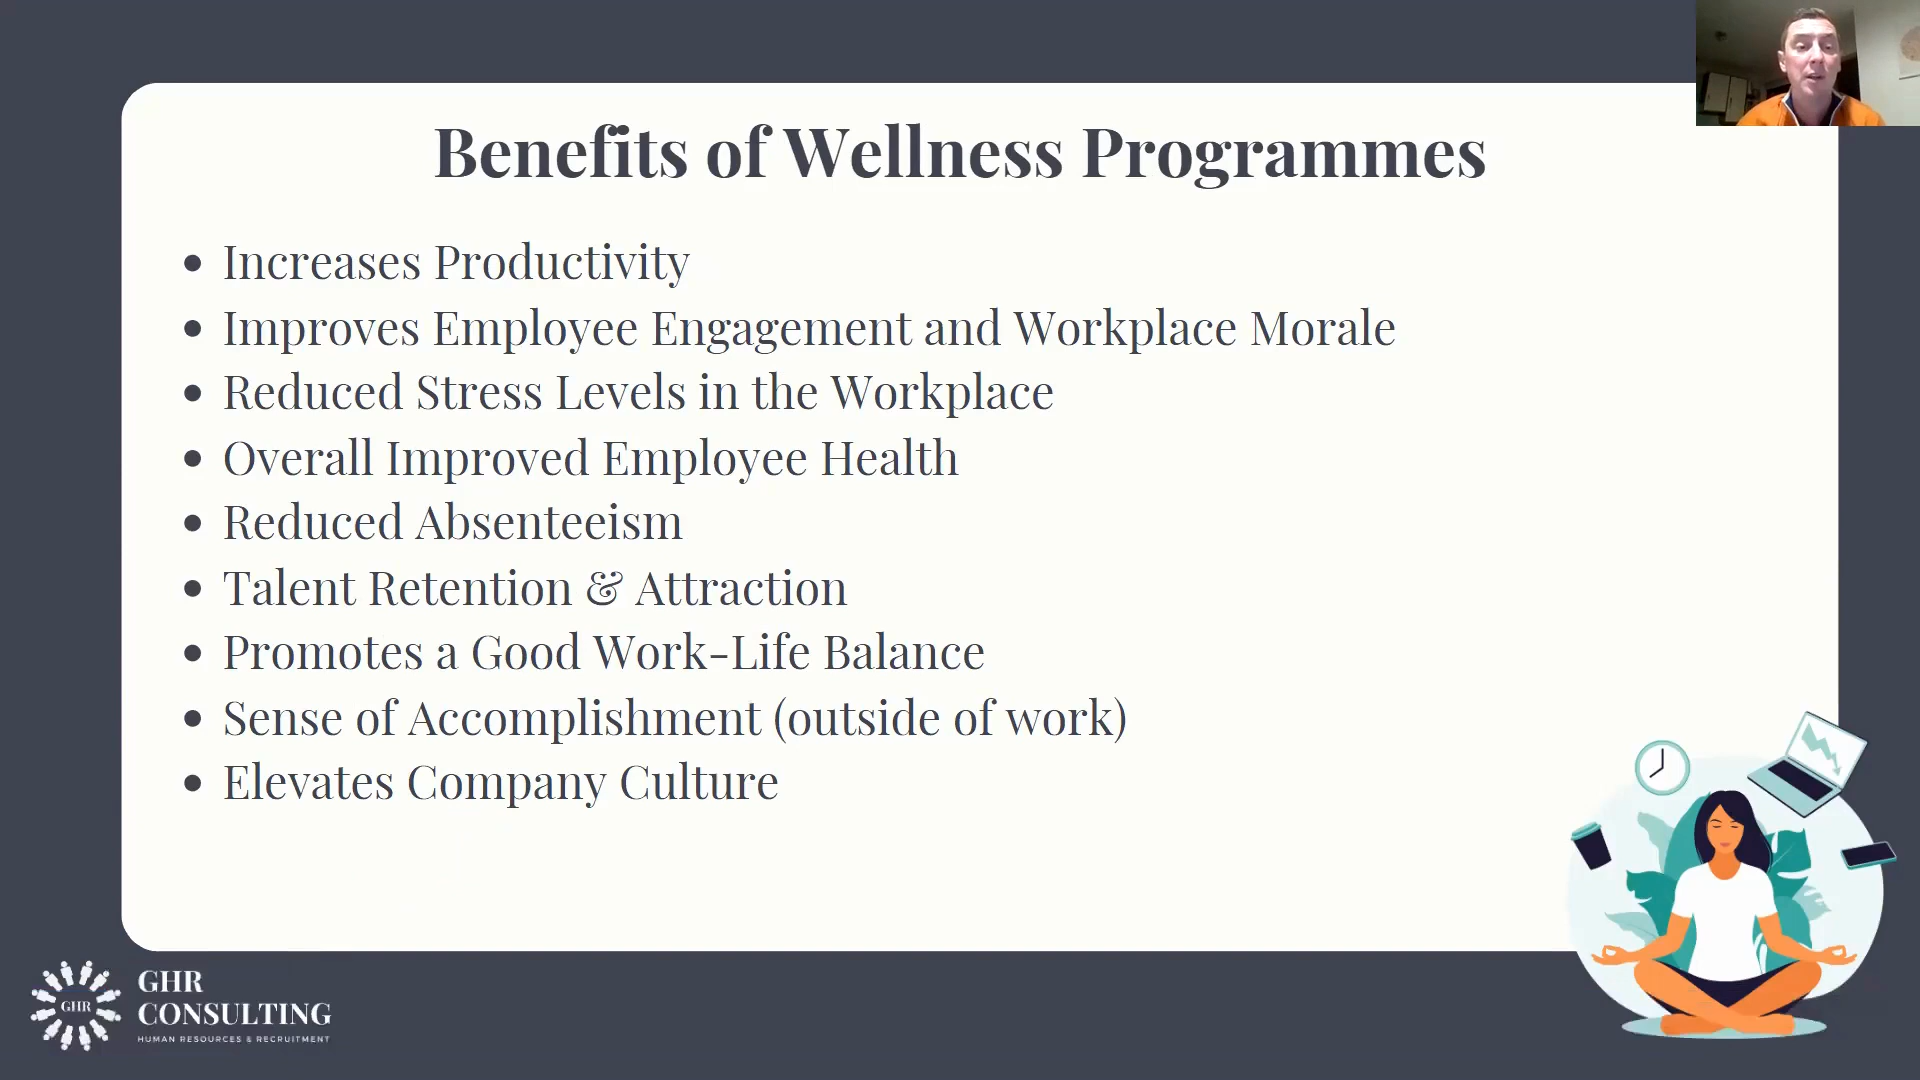 Benefits of Wellness Programmes
• Increases Productivity
• Improves Employee Engagement and Workplace Morale
• Reduced Stress Levels in the Workplace
• Overall Improved Employee Health
• Reduced Absenteeism
• Talent Retention & Attraction
• Promotes a Good Work-Life Balance
• Sense of Accomplishment (outside of work)
• Elevates Company Culture
GHR
GHR
CONSULTING
HUMAN RESOURCES & RECRUITMENT